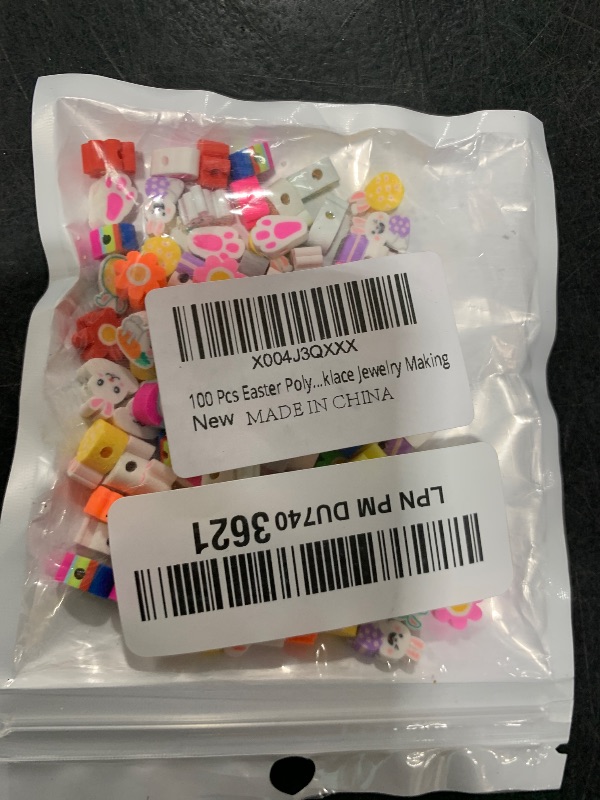 X004J3QXXX
100 Pcs Easter Poly...klace Jewelry Making
New MADE IN CHINA
LPN PM DU740 3621